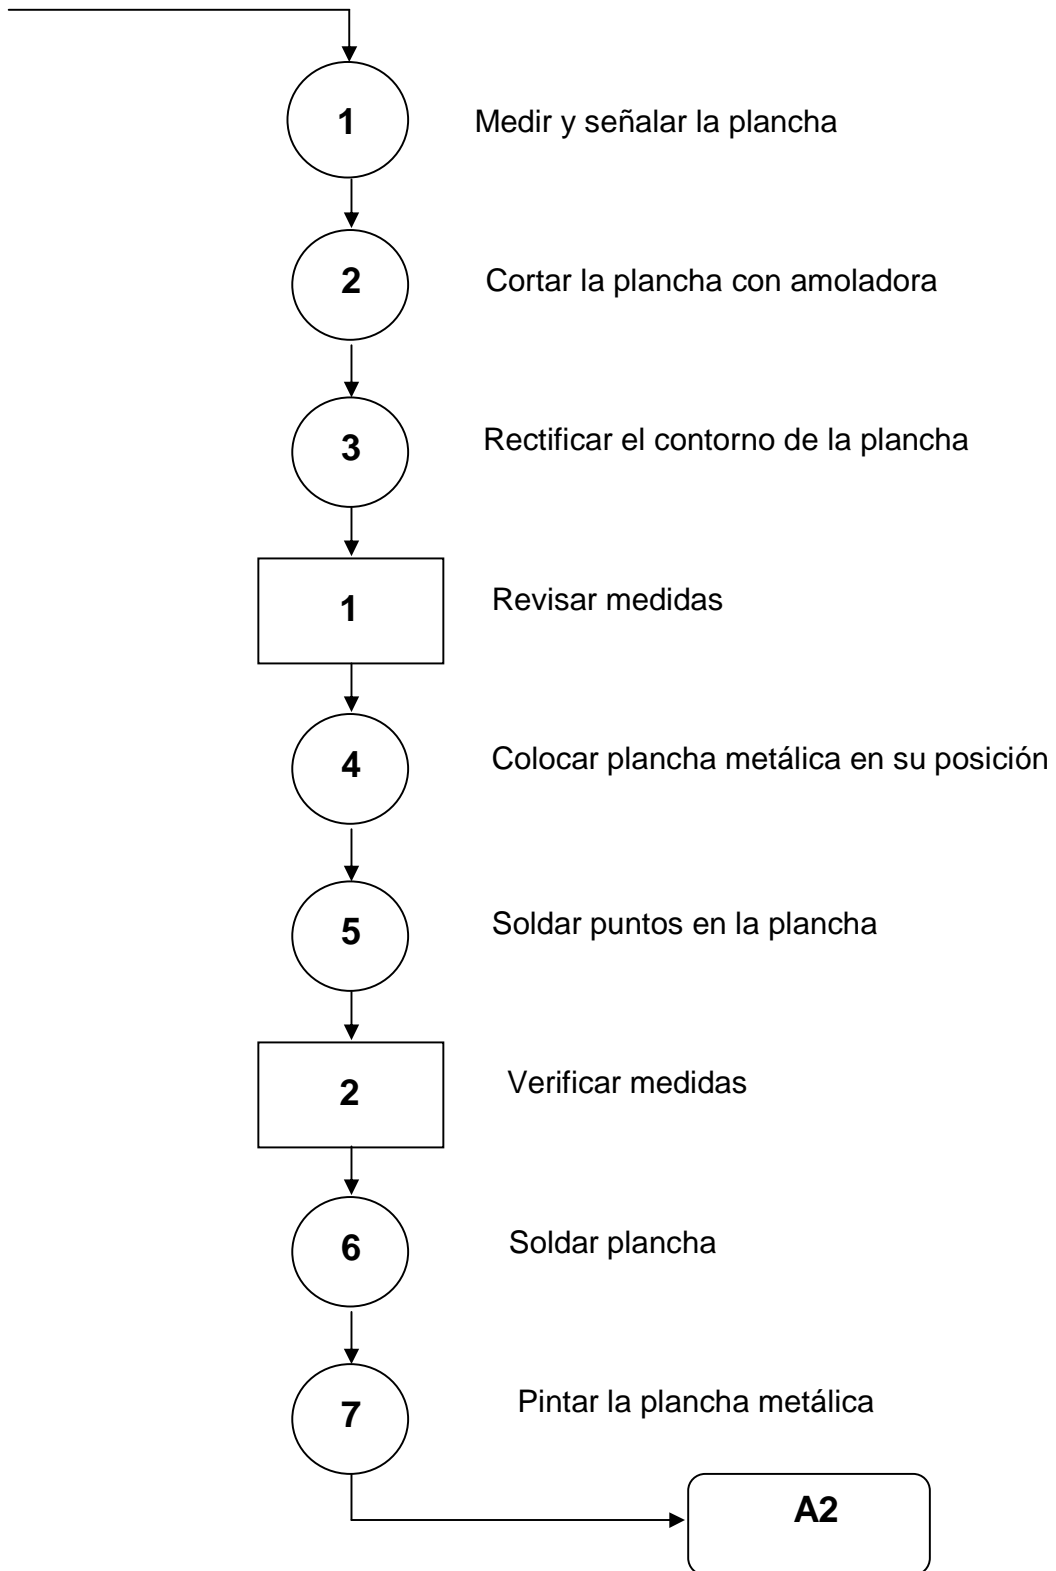 1 Medir y señalar la plancha
2 Cortar la plancha con amoladora
3 Rectificar el contorno de la plancha
1 Revisar medidas
4 Colocar plancha metálica en su posición
5 Soldar puntos en la plancha
2 Verificar medidas
6 Soldar plancha
7 Pintar la plancha metálica
A2